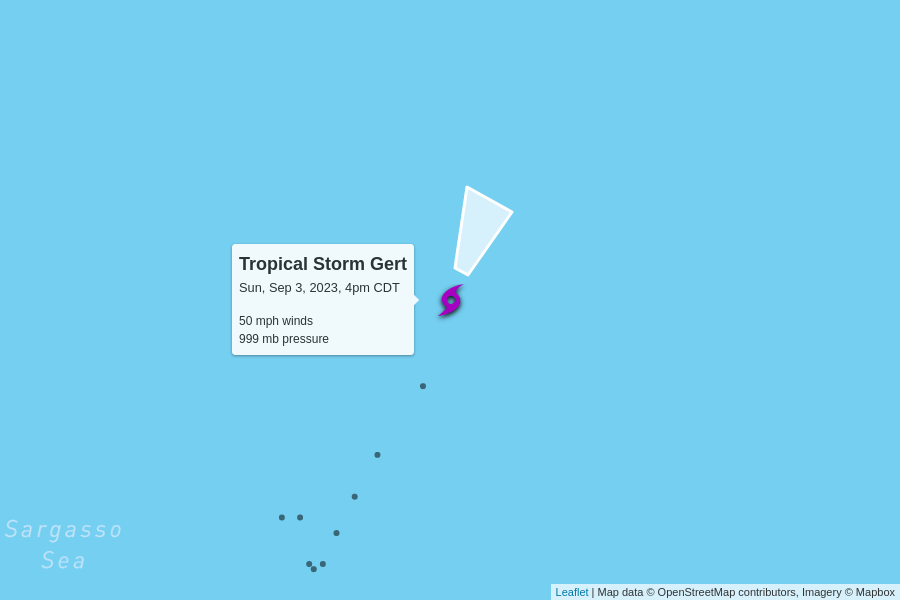 Tropical Storm Gert
Sun, Sep 3, 2023, 4pm CDT
50 mph winds
999 mb pressure
Sargasso
Sea
Leaflet | Map data © OpenStreetMap contributors, Imagery © Mapbox